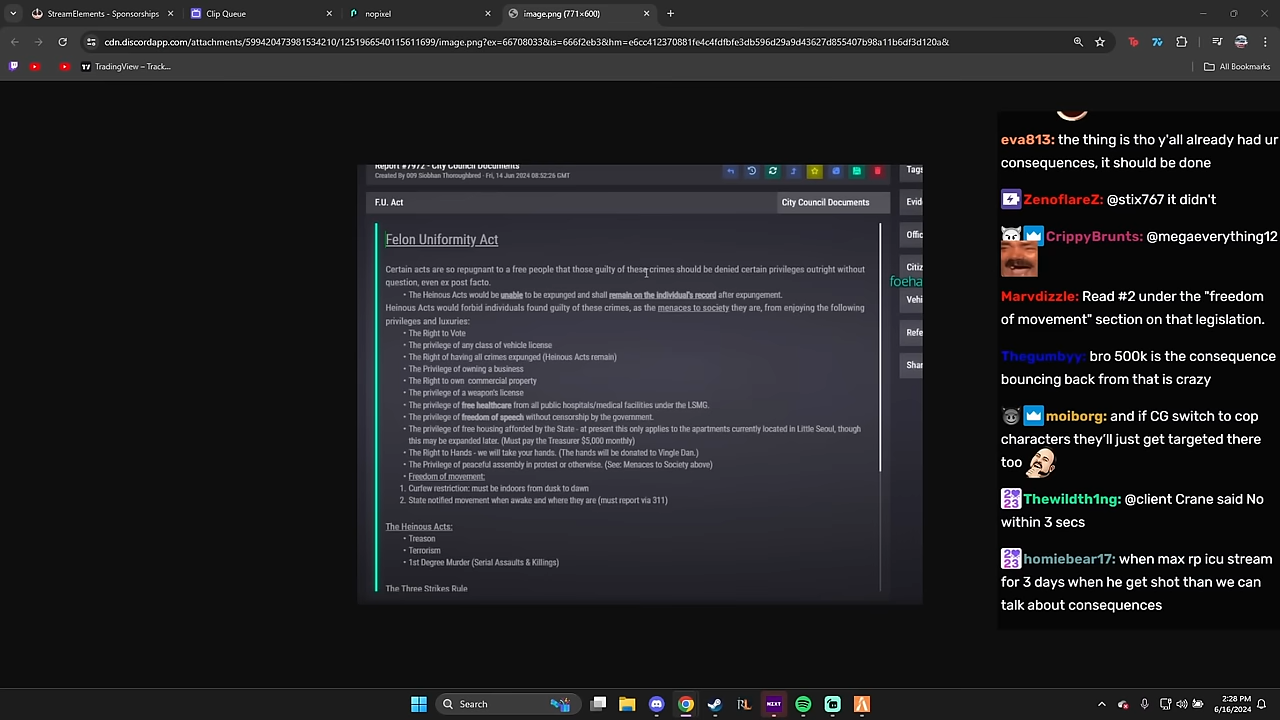 StreamElements - Sponsorships
Clip Queue
nopixel
image.png (771×600)
cdn.discordapp.com/attachments/599420473981534210/1251966540115611699/image.png?ex=66708033&is=666f2eb3&hm=e6cc412370881fe4c4fdfbfe3db596d29a9d43627d855407b98a11b6df3d120a&
TradingView – Track...
All Bookmarks
Report #7972 - City Council Documents
Created By 009 Siobhan Thoroughbred - Fri, 14 Jun 2024 08:52:26 GMT
F.U. Act
City Council Documents
Tags
Evid
Offic
Citiz
Vehi
Refe
Shar
foeha
Felon Uniformity Act
Certain acts are so repugnant to a free people that those guilty of these crimes should be denied certain privileges outright without
question, even ex post facto.
• The Heinous Acts would be unable to be expunged and shall remain on the individual's record after expungement.
Heinous Acts would forbid individuals found guilty of these crimes, as the menaces to society they are, from enjoying the following
privileges and luxuries:
• The Right to Vote
• The privilege of any class of vehicle license
• The Right of having all crimes expunged (Heinous Acts remain)
• The Privilege of owning a business
• The Right to own commercial property
• The privilege of a weapon's license
• The privilege of free healthcare from all public hospitals/medical facilities under the LSMG.
• The privilege of freedom of speech without censorship by the government.
• The privilege of free housing afforded by the State - at present this only applies to the apartments currently located in Little Seoul, though
this may be expanded later. (Must pay the Treasurer $5,000 monthly)
• The Right to Hands - we will take your hands. (The hands will be donated to Vingle Dan.)
• The Privilege of peaceful assembly in protest or otherwise. (See: Menaces to Society above)
• Freedom of movement:
1. Curfew restriction: must be indoors from dusk to dawn
2. State notified movement when awake and where they are (must report via 311)
The Heinous Acts:
• Treason
• Terrorism
• 1st Degree Murder (Serial Assaults & Killings)
The Three Strikes Rule
eva813: the thing is tho y'all already had ur
consequences, it should be done
ZenoflareZ: @stix767 it didn't
CrippyBrunts: @megaeverything12
Marvdizzle: Read #2 under the "freedom
of movement" section on that legislation.
Thegumbyy: bro 500k is the consequence
bouncing back from that is crazy
moiborg: and if CG switch to cop
characters they'll just get targeted there
too
Thewildth1ng: @client Crane said No
within 3 secs
homiebear17: when max rp icu stream
for 3 days when he get shot than we can
talk about consequences
Search
NEXT
2:28 PM
6/16/2024